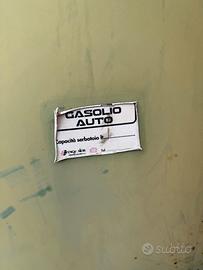 GASOLIO
AUTO
Capacità serbatoio lt.
subito